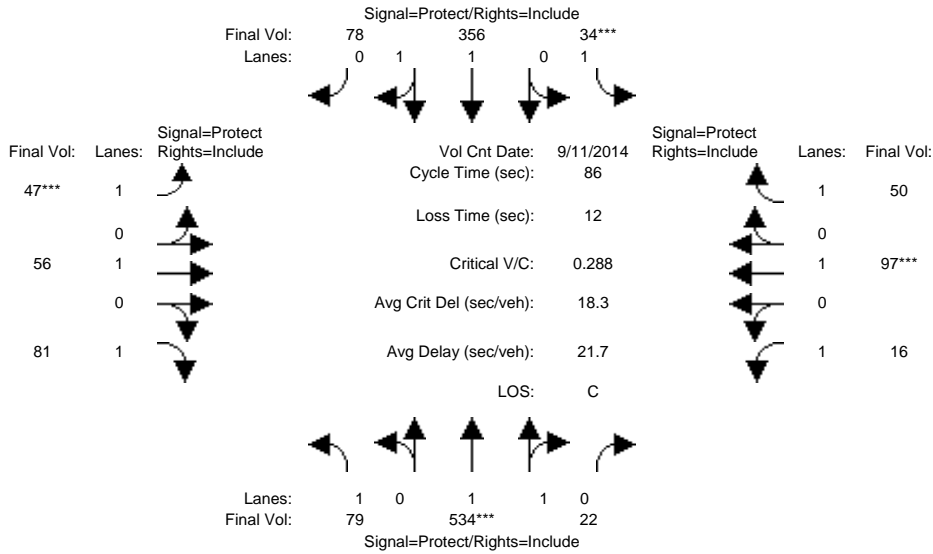 Signal=Protect/Rights=Include
Final Vol: 78 356 34***
Lanes: 0 1 1 0 1
Signal=Protect
Final Vol: Lanes: Rights=Include
Vol Cnt Date: 9/11/2014
Signal=Protect
Rights=Include Lanes: Final Vol:
Cycle Time (sec): 86
47*** 1
1 50
Loss Time (sec): 12
0
0
56 1
Critical V/C: 0.288
1 97***
0
Avg Crit Del (sec/veh): 18.3
0
81 1
Avg Delay (sec/veh): 21.7
1 16
LOS: C
Lanes: 1 0 1 1 0
Final Vol: 79 534*** 22
Signal=Protect/Rights=Include